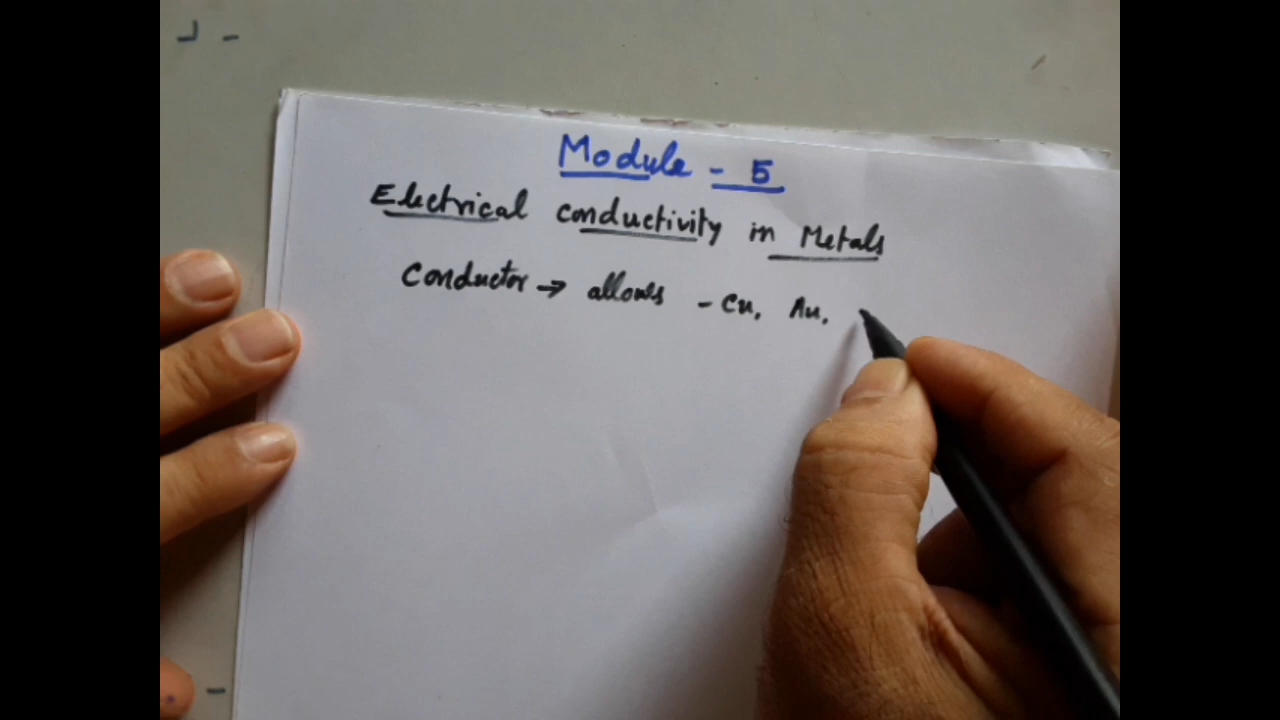 Module - 5
Electrical conductivity in Metals
Conductor → allows - Cu, Au,